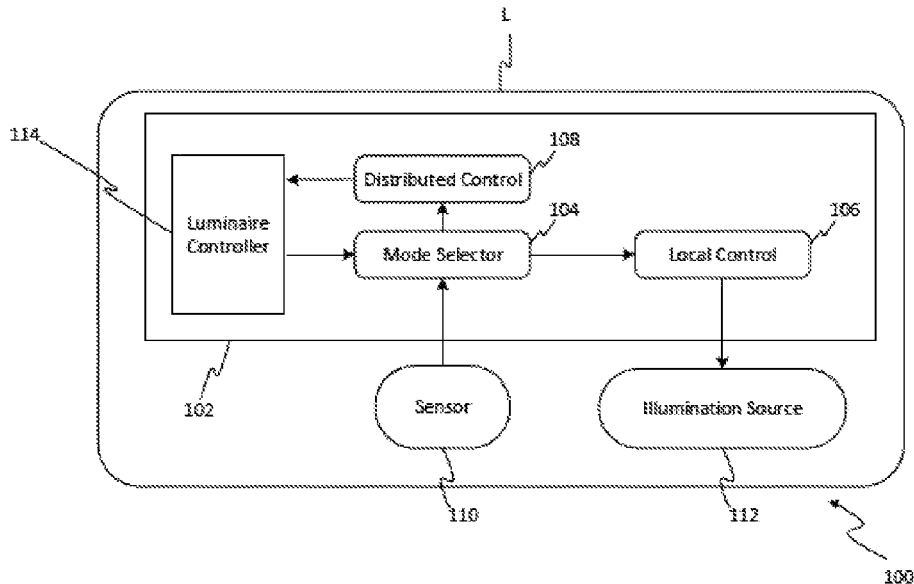 L
114
108
Distributed Control
104
106
Luminaire
Controller
Mode Selector
Local Control
102
Sensor
Illumination Source
110
112
100